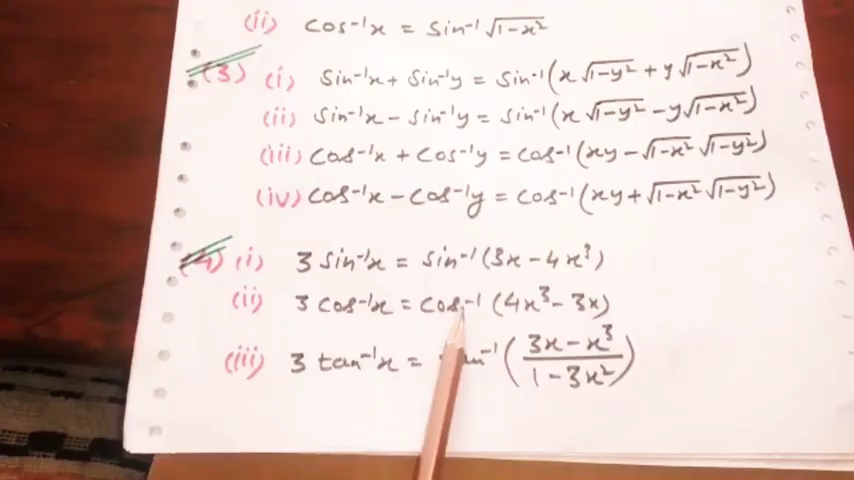 (ii) cos⁻¹x = sin⁻¹√(1-x²)
(3) (i) sin⁻¹x + sin⁻¹y = sin⁻¹(x√(1-y²) + y√(1-x²))
(ii) sin⁻¹x - sin⁻¹y = sin⁻¹(x√(1-y²) - y√(1-x²))
(iii) cos⁻¹x + cos⁻¹y = cos⁻¹(xy - √(1-x²) √(1-y²))
(iv) cos⁻¹x - cos⁻¹y = cos⁻¹(xy + √(1-x²) √(1-y²))
(4) (i) 3 sin⁻¹x = sin⁻¹(3x - 4x³)
(ii) 3 cos⁻¹x = cos⁻¹(4x³ - 3x)
(iii) 3 tan⁻¹x = tan⁻¹((3x - x³)/(1 - 3x²))